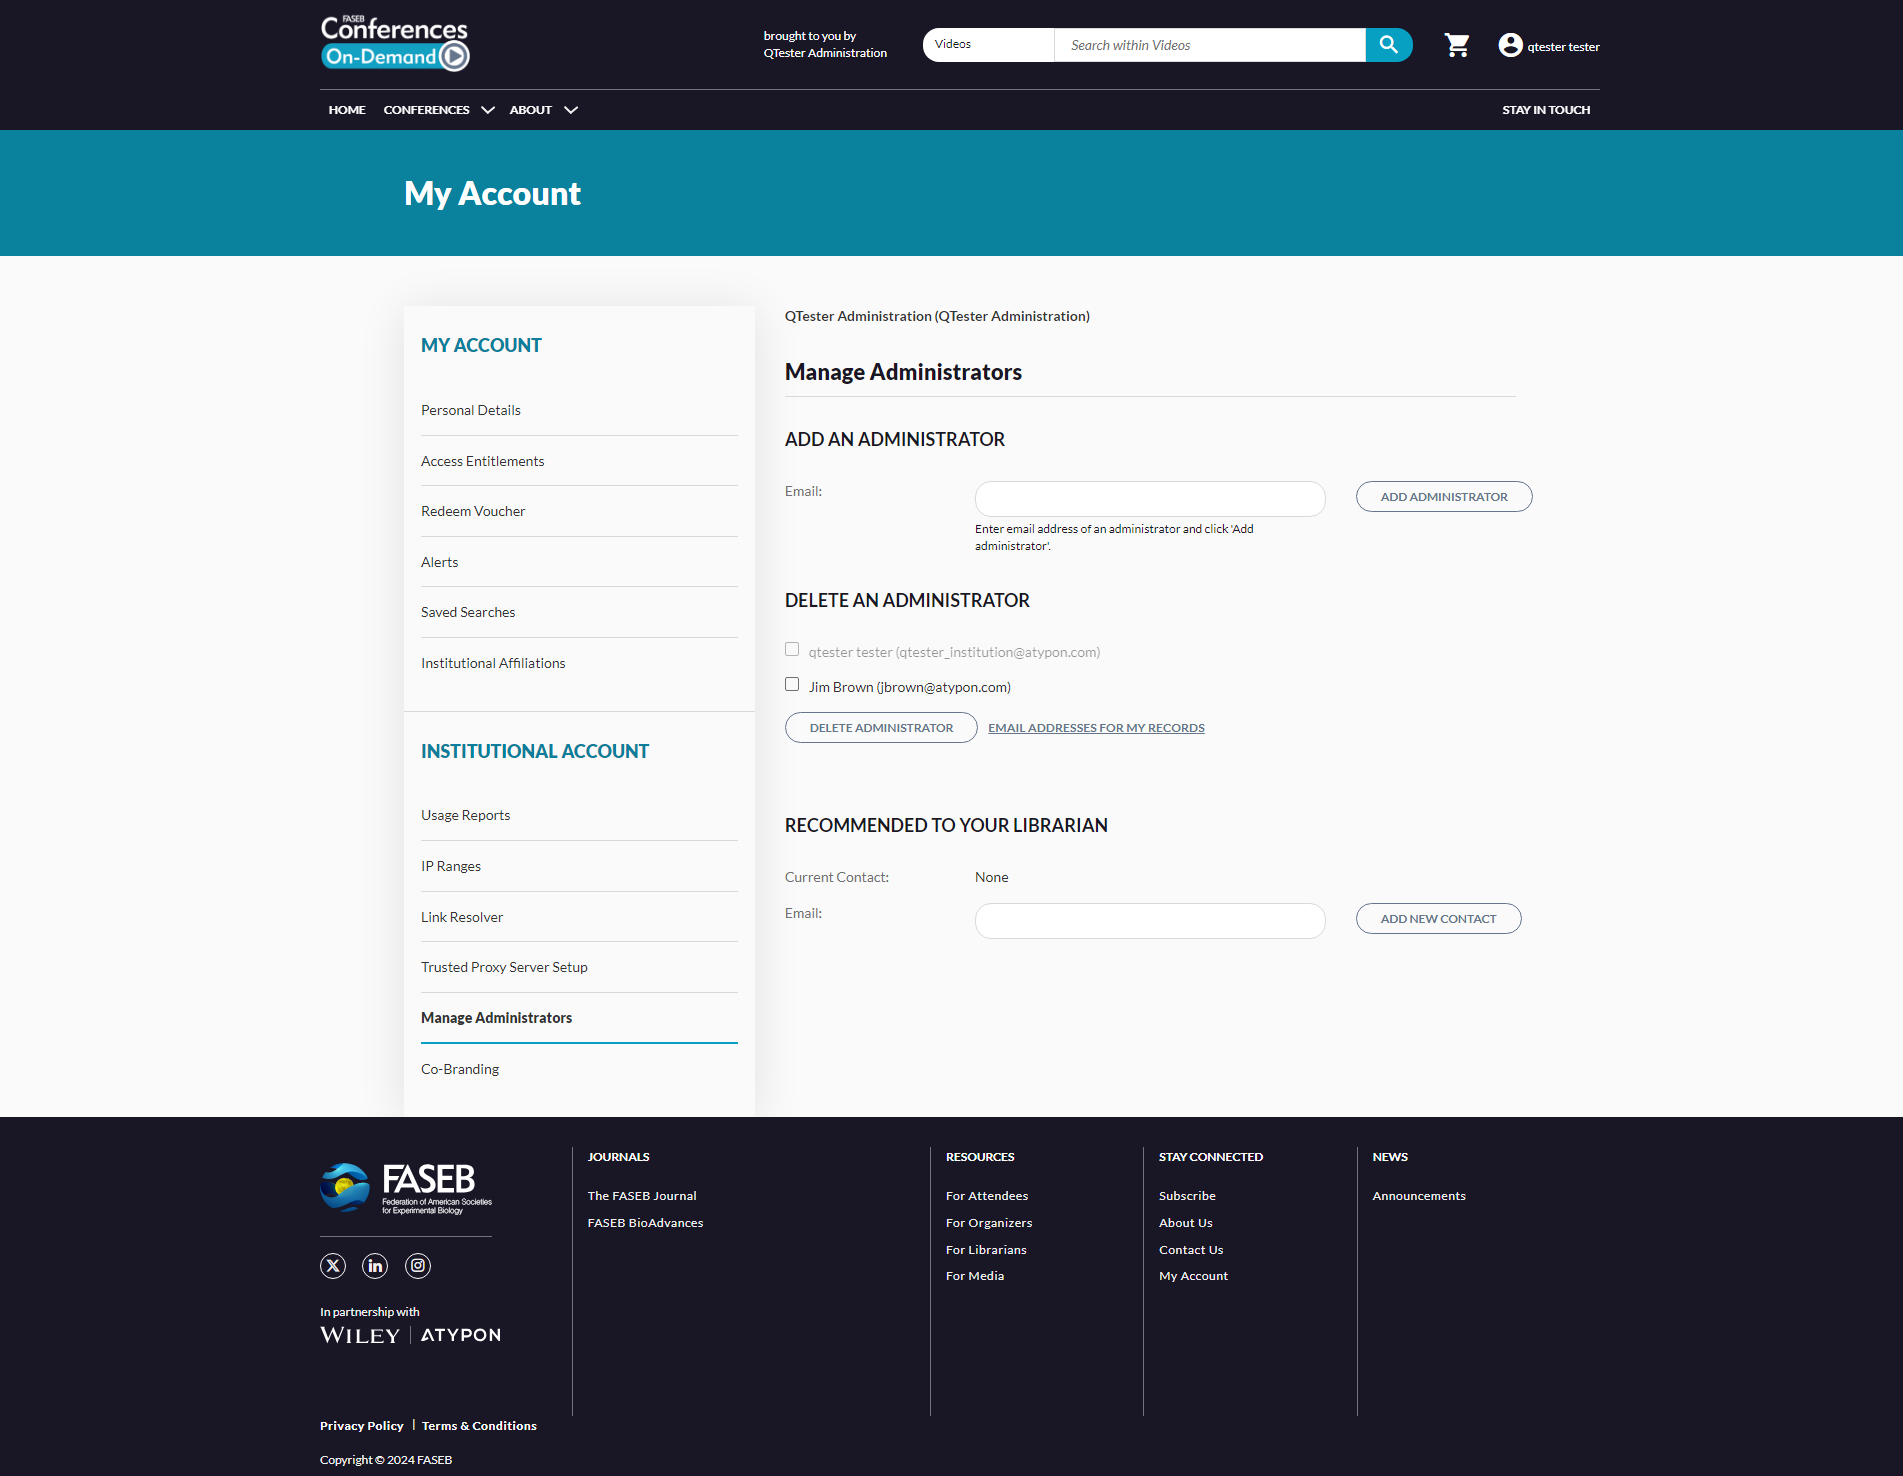 FASEB
Conferences
On-Demand
brought to you by
QTester Administration
Videos
Search within Videos
qtester tester
HOME
CONFERENCES
ABOUT
STAY IN TOUCH
My Account
MY ACCOUNT
Personal Details
Access Entitlements
Redeem Voucher
Alerts
Saved Searches
Institutional Affiliations
INSTITUTIONAL ACCOUNT
Usage Reports
IP Ranges
Link Resolver
Trusted Proxy Server Setup
Manage Administrators
Co-Branding
QTester Administration (QTester Administration)
Manage Administrators
ADD AN ADMINISTRATOR
Email:
ADD ADMINISTRATOR
Enter email address of an administrator and click 'Add
administrator'.
DELETE AN ADMINISTRATOR
qtester tester (qtester_institution@atypon.com)
Jim Brown (jbrown@atypon.com)
DELETE ADMINISTRATOR
EMAIL ADDRESSES FOR MY RECORDS
RECOMMENDED TO YOUR LIBRARIAN
Current Contact:
None
Email:
ADD NEW CONTACT
FASEB
Federation of American Societies
for Experimental Biology
In partnership with
WILEY
ATYPON
JOURNALS
The FASEB Journal
FASEB BioAdvances
RESOURCES
For Attendees
For Organizers
For Librarians
For Media
STAY CONNECTED
Subscribe
About Us
Contact Us
My Account
NEWS
Announcements
Privacy Policy | Terms & Conditions
Copyright © 2024 FASEB